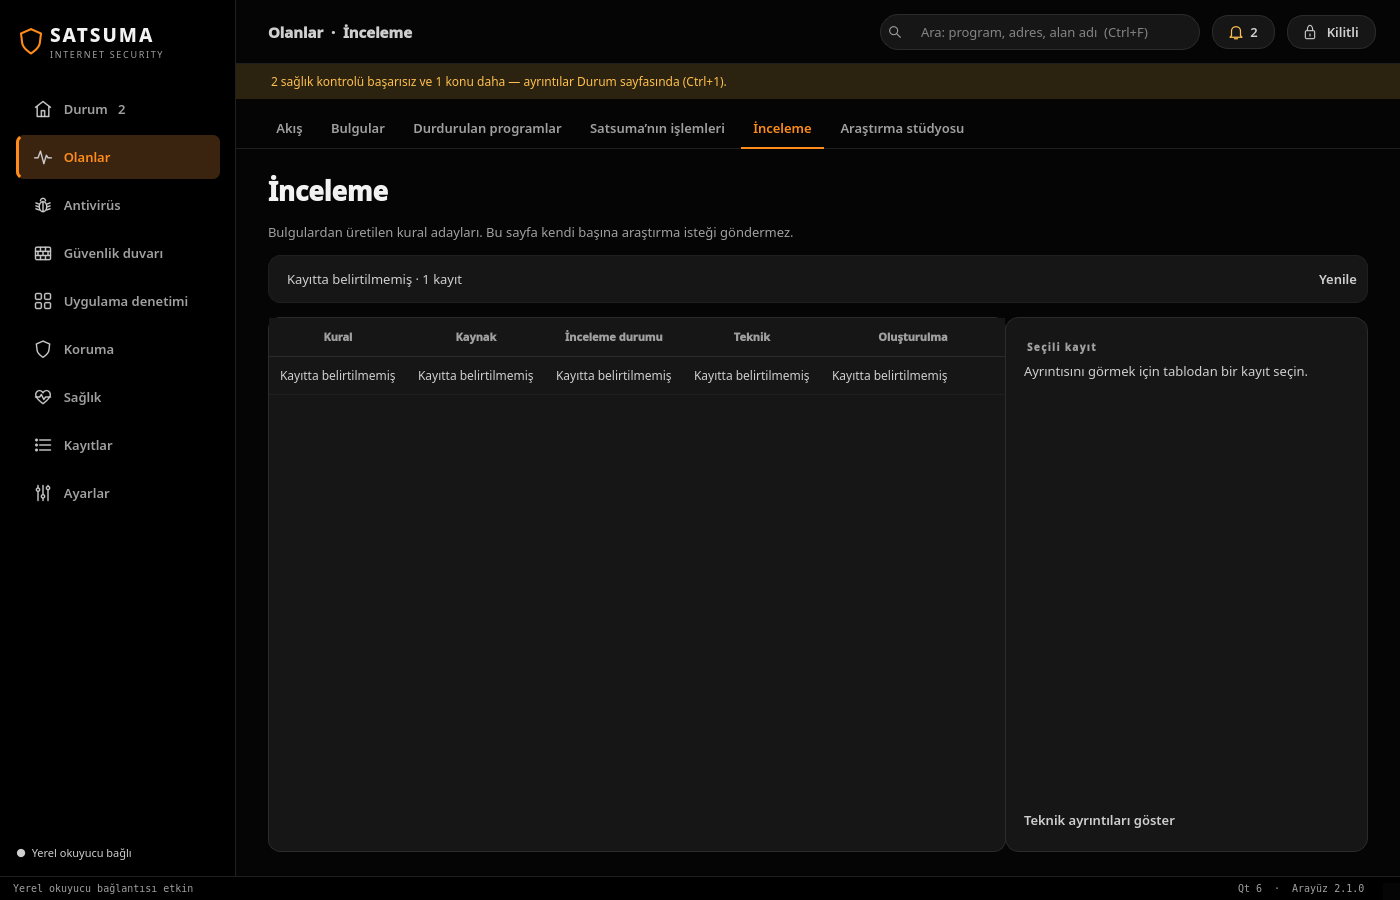 SATSUMA
INTERNET SECURITY
Durum 2
Olanlar
Antivirüs
Güvenlik duvarı
Uygulama denetimi
Koruma
Sağlık
Kayıtlar
Ayarlar
Yerel okuyucu bağlı
Olanlar · İnceleme
Ara: program, adres, alan adı (Ctrl+F)
2
Kilitli
2 sağlık kontrolü başarısız ve 1 konu daha — ayrıntılar Durum sayfasında (Ctrl+1).
Akış Bulgular Durdurulan programlar Satsuma’nın işlemleri İnceleme Araştırma stüdyosu
İnceleme
Bulgulardan üretilen kural adayları. Bu sayfa kendi başına araştırma isteği göndermez.
Kayıtta belirtilmemiş · 1 kayıt
Yenile
Kural Kaynak İnceleme durumu Teknik Oluşturulma
Kayıtta belirtilmemiş Kayıtta belirtilmemiş Kayıtta belirtilmemiş Kayıtta belirtilmemiş Kayıtta belirtilmemiş
Seçili kayıt
Ayrıntısını görmek için tablodan bir kayıt seçin.
Teknik ayrıntıları göster
Yerel okuyucu bağlantısı etkin
Qt 6 · Arayüz 2.1.0